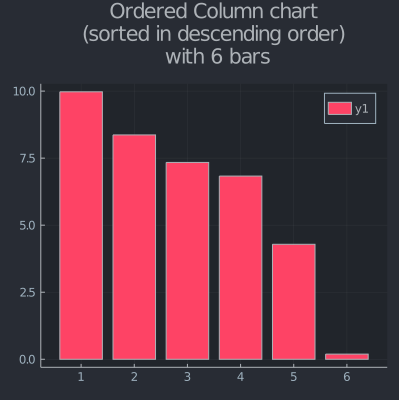 Ordered Column chart
(sorted in descending order)
with 6 bars
10.0
7.5
5.0
2.5
0.0
y1
1 2 3 4 5 6